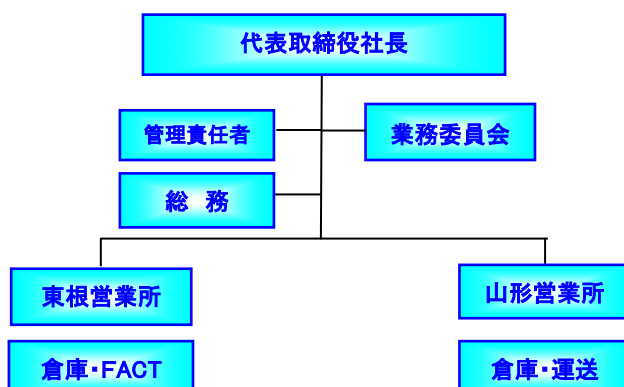 代表取締役社長
管理責任者
業務委員会
総　務
東根営業所
山形営業所
倉庫・FACT
倉庫・運送